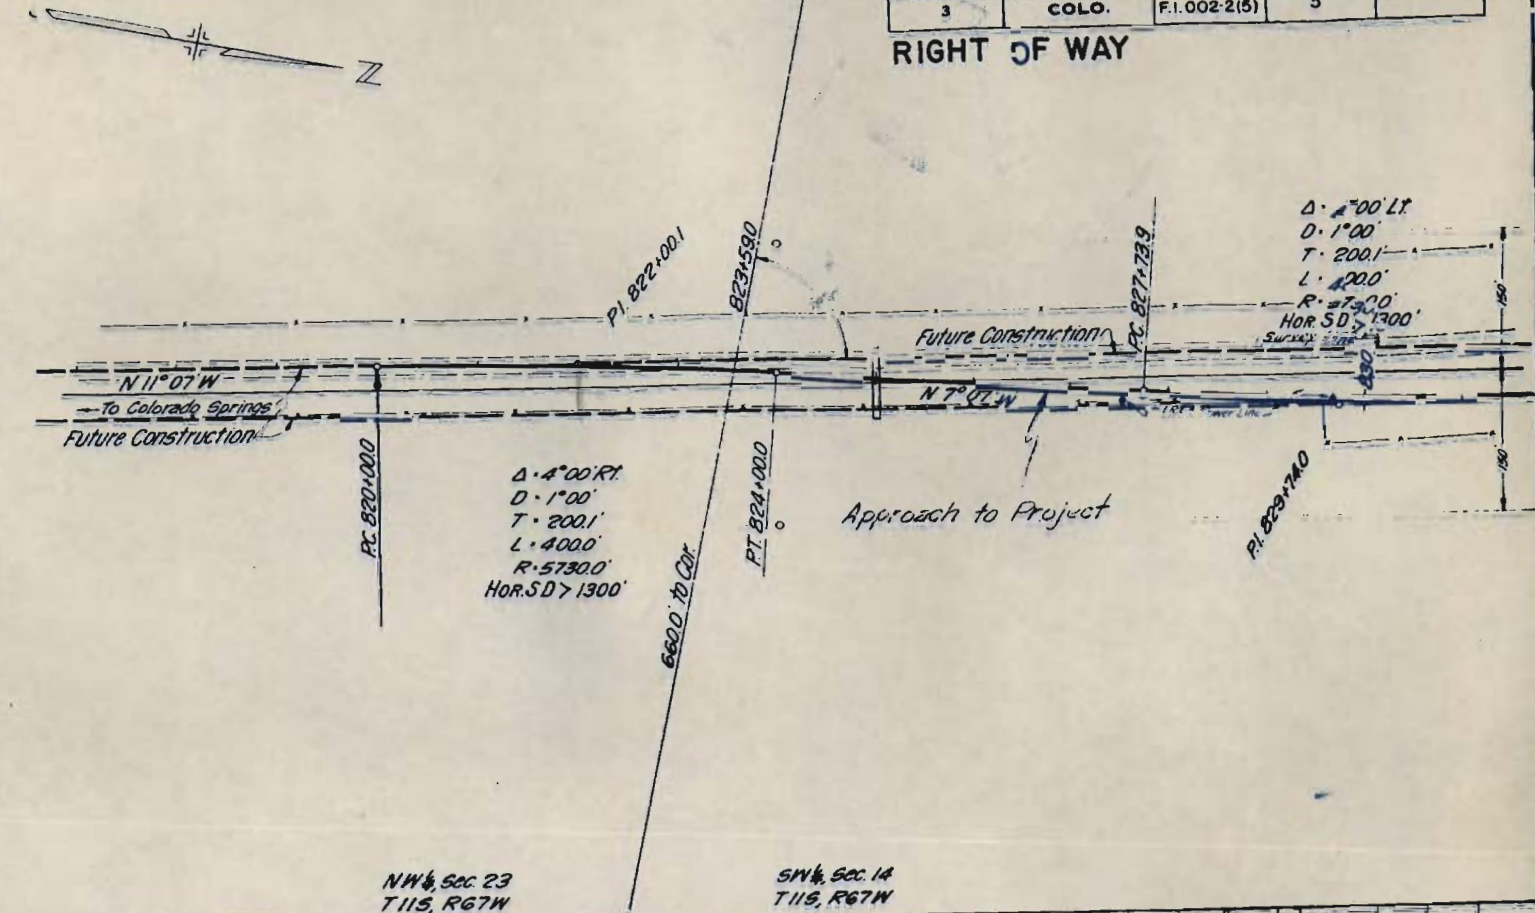 3 COLO. F.I.002-2(5) 5
RIGHT OF WAY
Z
P.I. 822+00.1
823+59.0
P.C. 827+73.9
Δ · 4°00' LT.
D · 1°00'
T · 200.1'
L · 400.0'
HOR. S.D. > 1300'
Survey Line
150'
Future Construction
830
N 11°07' W
N 7°07' W
To Colorado Springs
Power Line
Future Construction
P.C. 820+00.0
Δ · 4°00' RT.
D · 1°00'
T · 200.1'
L · 400.0'
R · 5730.0'
HOR. S.D > 1300'
P.T. 824+00.0
Approach to Project
P.I. 829+74.0
150'
660.0' to Cor.
NW¼, Sec. 23
T11S, R67W
SW¼, Sec. 14
T11S, R67W